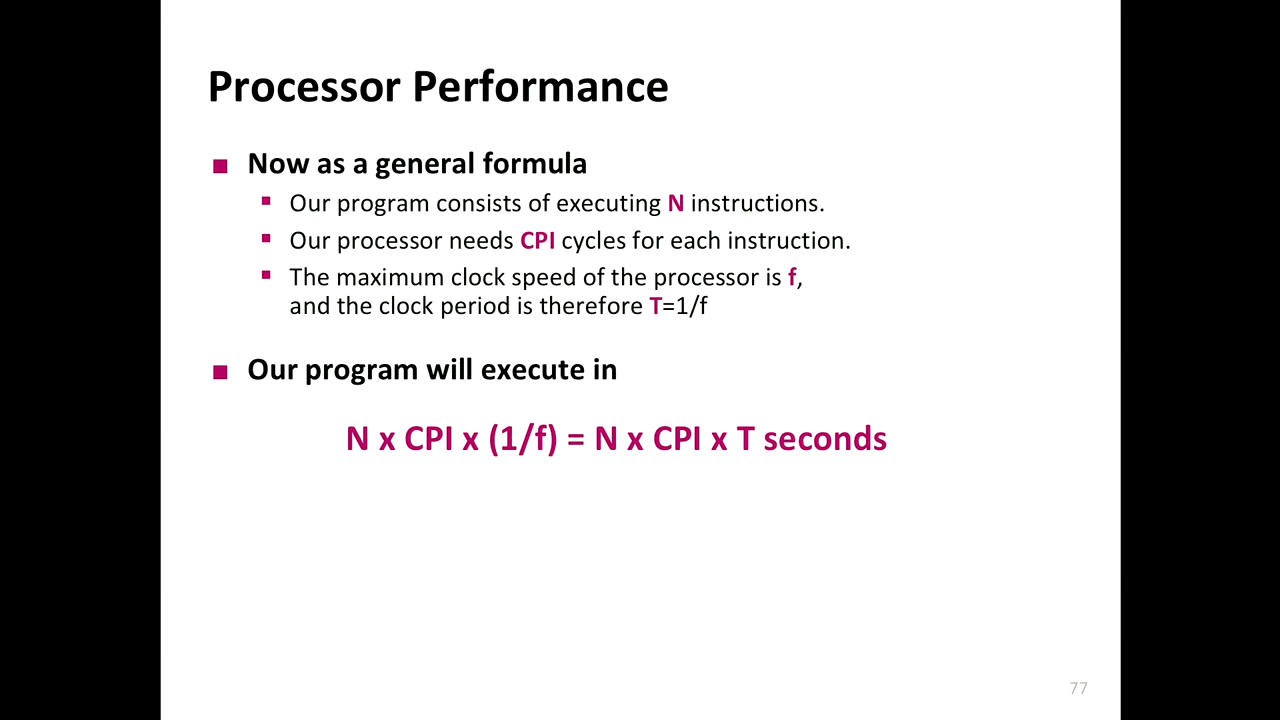 Processor Performance
Now as a general formula
Our program consists of executing N instructions.
Our processor needs CPI cycles for each instruction.
The maximum clock speed of the processor is f,
and the clock period is therefore T=1/f
Our program will execute in
N x CPI x (1/f) = N x CPI x T seconds
77